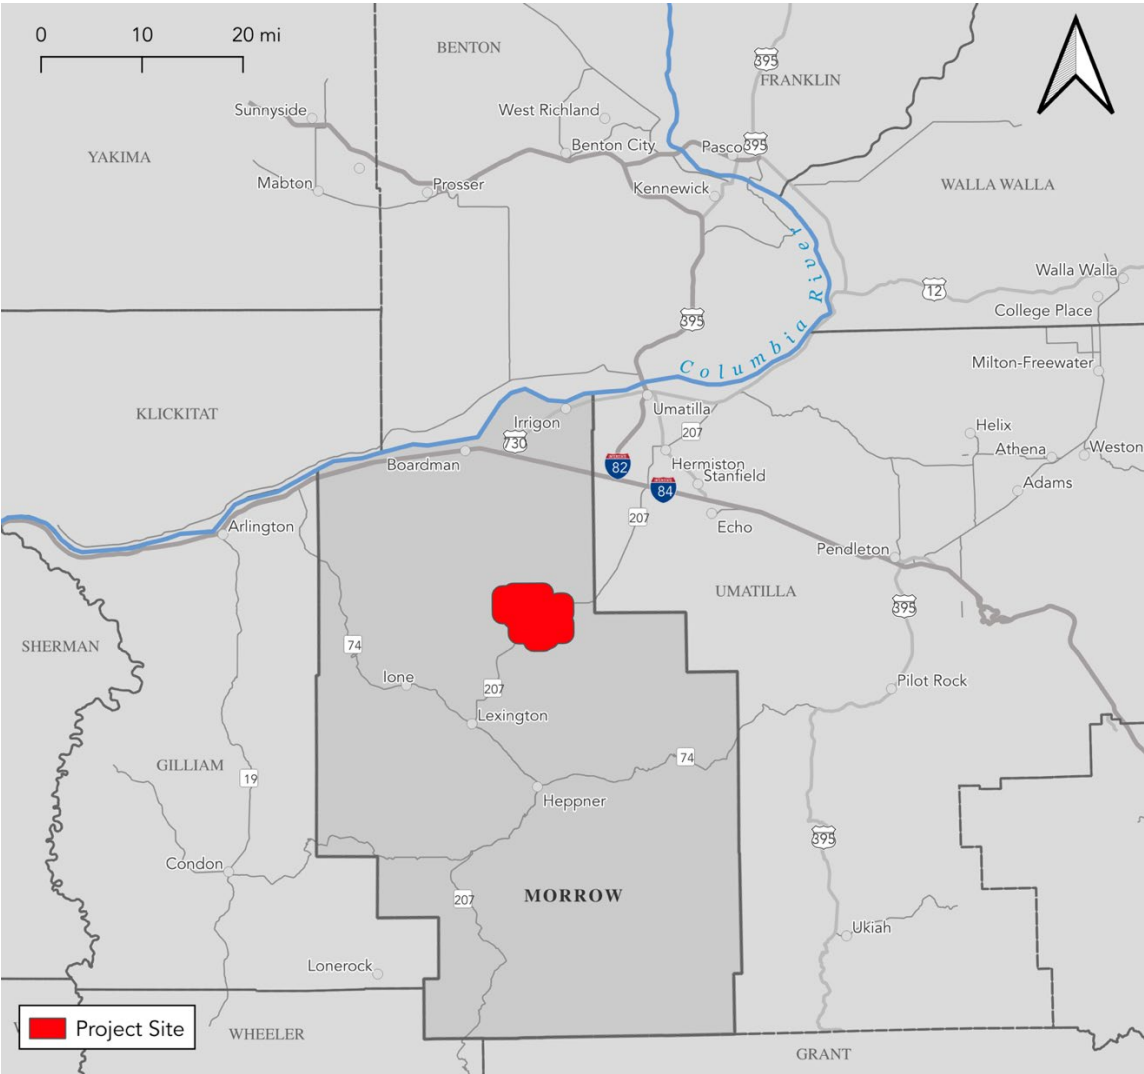 0 10 20 mi
BENTON
395
FRANKLIN
Sunnyside
West Richland
YAKIMA
Benton City
Pasco
395
Mabton
Prosser
Kennewick
WALLA WALLA
Columbia River
Walla Walla
12
College Place
395
Milton-Freewater
KLICKITAT
Irrigon
Umatilla
730
207
Helix
Boardman
82
Hermiston
Athena
Weston
Stanfield
84
Adams
207
Echo
Arlington
Pendleton
UMATILLA
395
SHERMAN
74
Ione
207
Pilot Rock
Lexington
74
GILLIAM
19
Heppner
395
Condon
207
MORROW
Ukiah
Lonerock
Project Site
WHEELER
GRANT